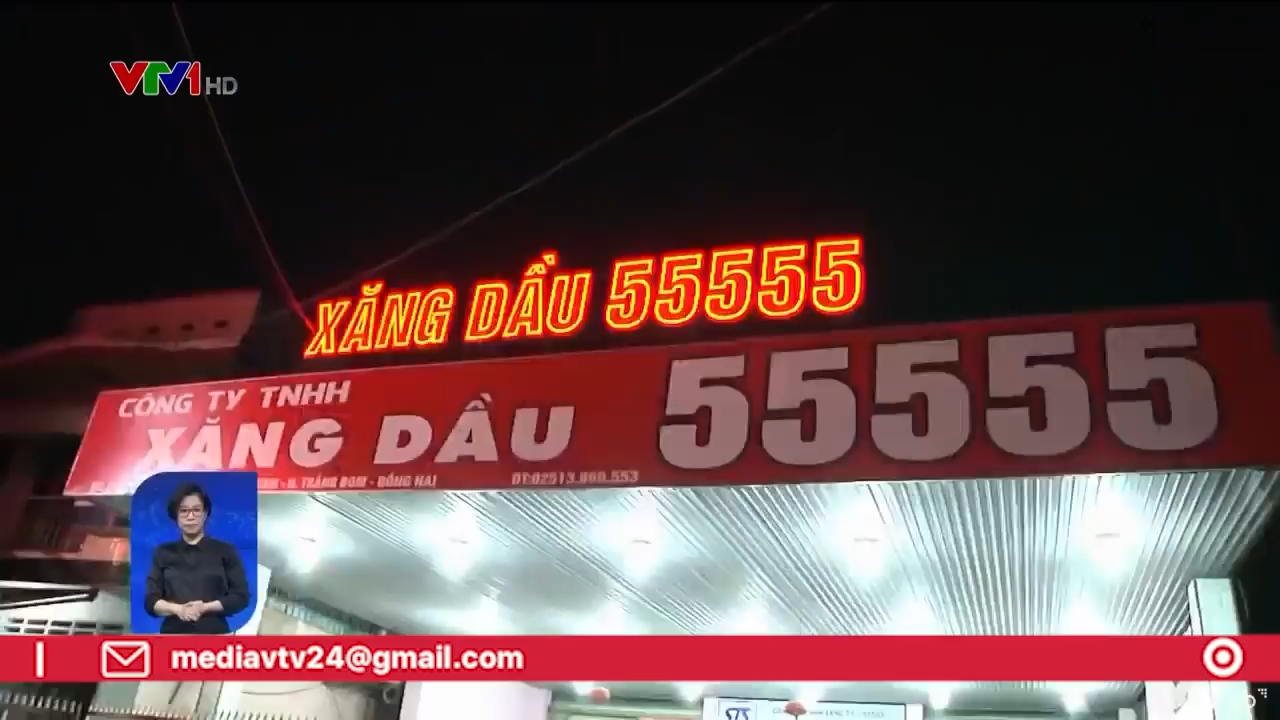 VTV1 HD
XĂNG DẦU 55555
CÔNG TY TNHH
XĂNG DẦU 55555
H. TRẢNG BOM - ĐỒNG NAI
mediavtv24@gmail.com